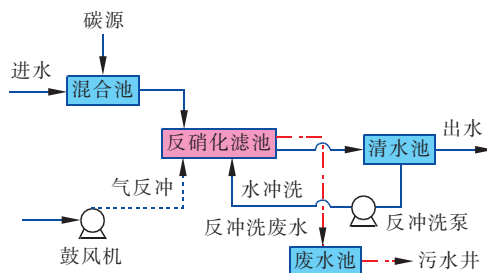 碳源
进水
混合池
反硝化滤池
出水
清水池
气反冲
水冲洗
反冲洗废水
反冲洗泵
鼓风机
废水池
污水井